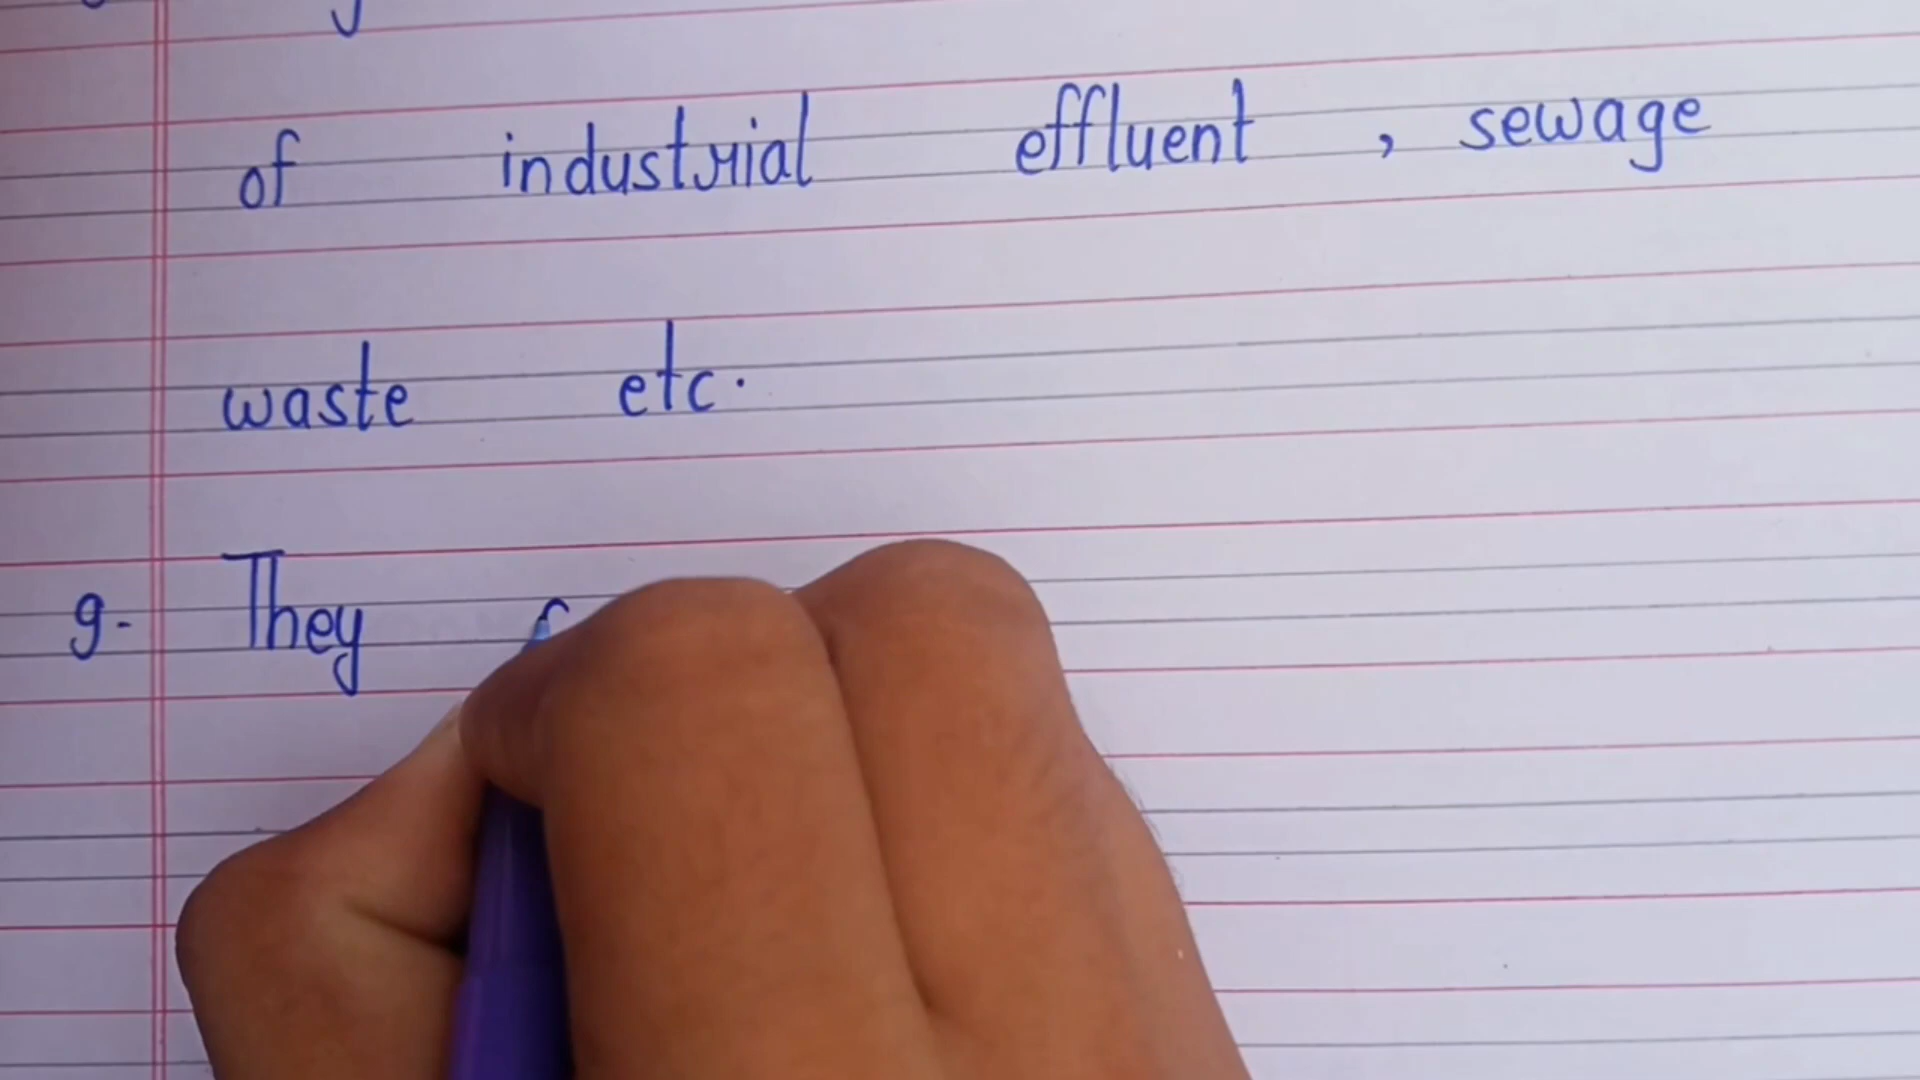 of industrial effluent , sewage
waste etc.
9- They